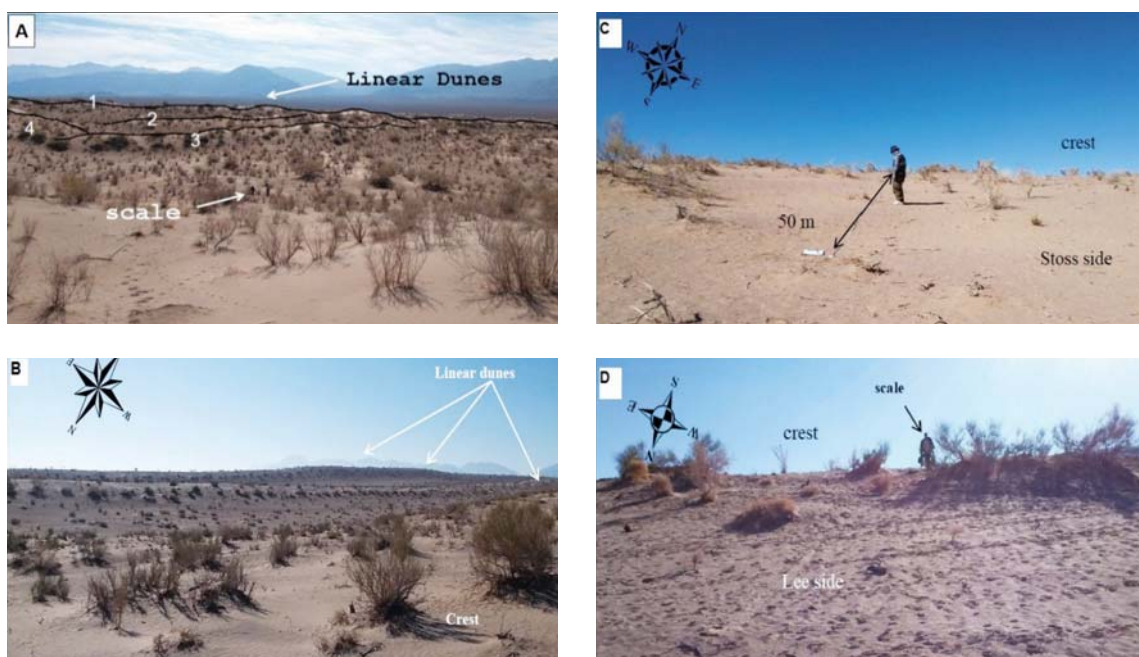 A
Linear Dunes
1
2
4
3
scale
B
E
W
N
Linear dunes
Crest
C
N
W
E
S
crest
50 m
Stoss side
D
S
E
W
N
scale
crest
Lee side